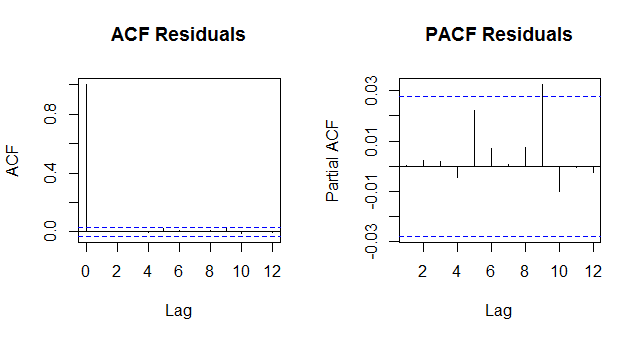 ACF Residuals
ACF
0.0 0.4 0.8
0 2 4 6 8 10 12
Lag
PACF Residuals
Partial ACF
-0.03 -0.01 0.01 0.03
2 4 6 8 10 12
Lag